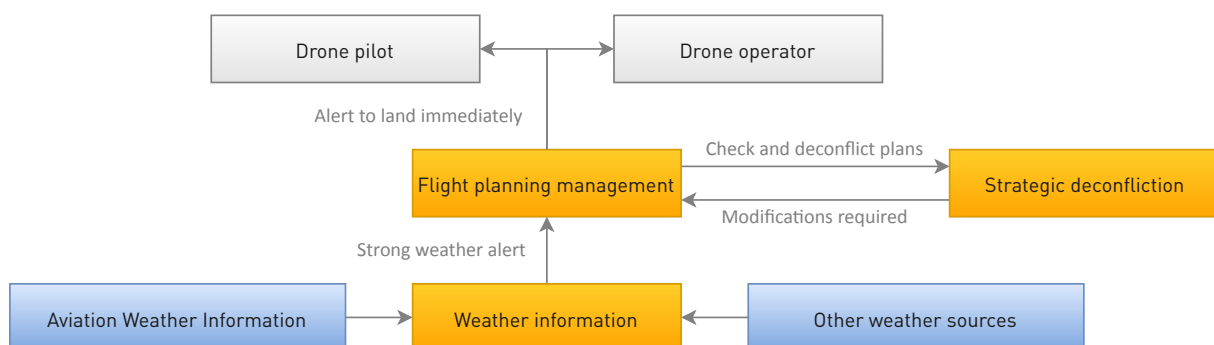 Drone pilot
Drone operator
Alert to land immediately
Check and deconflict plans
Flight planning management
Strategic deconfliction
Modifications required
Strong weather alert
Aviation Weather Information
Weather information
Other weather sources